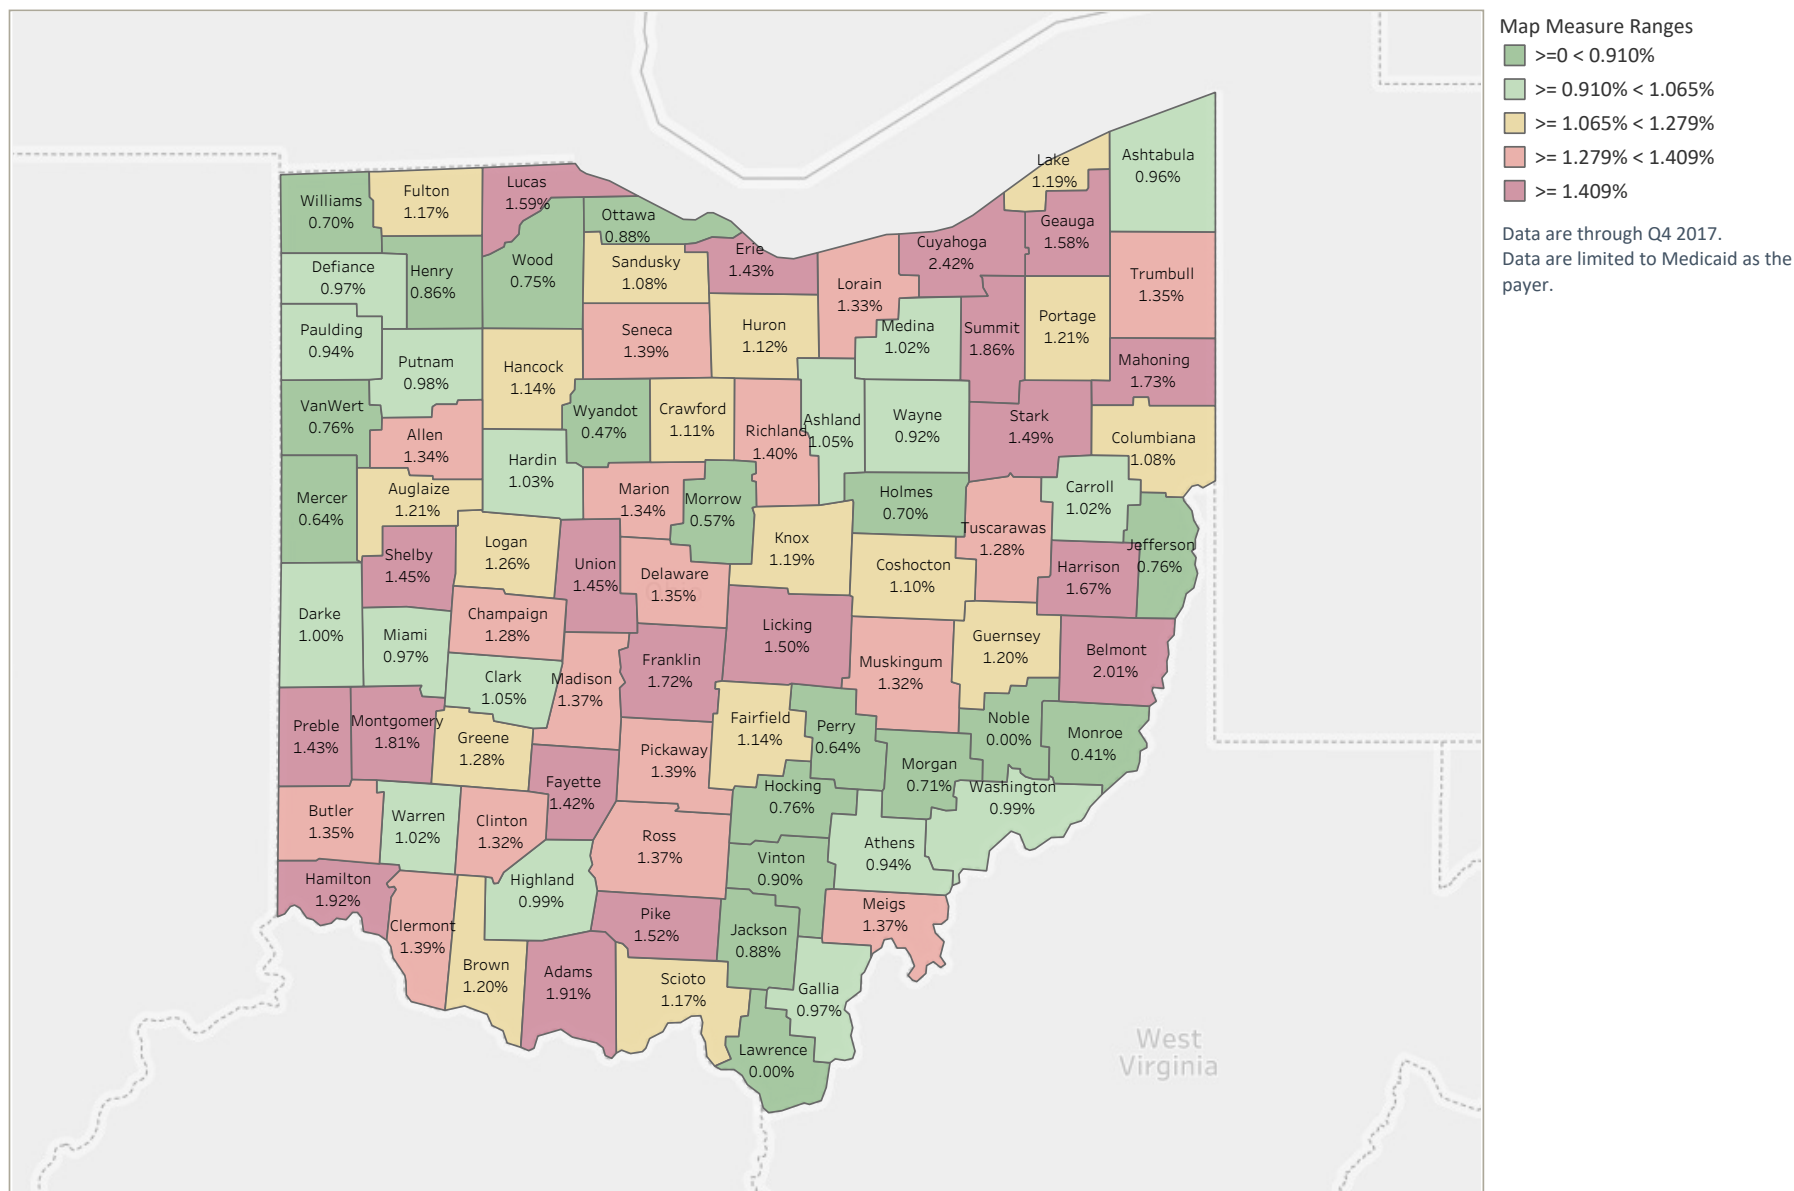 Map Measure Ranges
>=0 < 0.910%
>= 0.910% < 1.065%
>= 1.065% < 1.279%
>= 1.279% < 1.409%
>= 1.409%
Data are through Q4 2017.
Data are limited to Medicaid as the
payer.
Williams
0.70%
Fulton
1.17%
Lucas
1.59%
Ottawa
0.88%
Lake
1.19%
Ashtabula
0.96%
Defiance
0.97%
Henry
0.86%
Wood
0.75%
Sandusky
1.08%
Erie
1.43%
Lorain
1.33%
Cuyahoga
2.42%
Geauga
1.58%
Trumbull
1.35%
Paulding
0.94%
Putnam
0.98%
Hancock
1.14%
Seneca
1.39%
Huron
1.12%
Medina
1.02%
Summit
1.86%
Portage
1.21%
Mahoning
1.73%
VanWert
0.76%
Allen
1.34%
Wyandot
0.47%
Crawford
1.11%
Richland
1.40%
Ashland
1.05%
Wayne
0.92%
Stark
1.49%
Columbiana
1.08%
Mercer
0.64%
Auglaize
1.21%
Hardin
1.03%
Marion
1.34%
Morrow
0.57%
Holmes
0.70%
Carroll
1.02%
Tuscarawas
1.28%
Jefferson
0.76%
Shelby
1.45%
Logan
1.26%
Union
1.45%
Delaware
1.35%
Knox
1.19%
Coshocton
1.10%
Harrison
1.67%
Darke
1.00%
Miami
0.97%
Champaign
1.28%
Licking
1.50%
Guernsey
1.20%
Belmont
2.01%
Clark
1.05%
Madison
1.37%
Franklin
1.72%
Muskingum
1.32%
Preble
1.43%
Montgomery
1.81%
Greene
1.28%
Pickaway
1.39%
Fairfield
1.14%
Perry
0.64%
Noble
0.00%
Monroe
0.41%
Morgan
0.71%
Fayette
1.42%
Hocking
0.76%
Washington
0.99%
Butler
1.35%
Warren
1.02%
Clinton
1.32%
Ross
1.37%
Vinton
0.90%
Athens
0.94%
Hamilton
1.92%
Highland
0.99%
Clermont
1.39%
Pike
1.52%
Jackson
0.88%
Meigs
1.37%
Brown
1.20%
Adams
1.91%
Scioto
1.17%
Gallia
0.97%
Lawrence
0.00%
West
Virginia